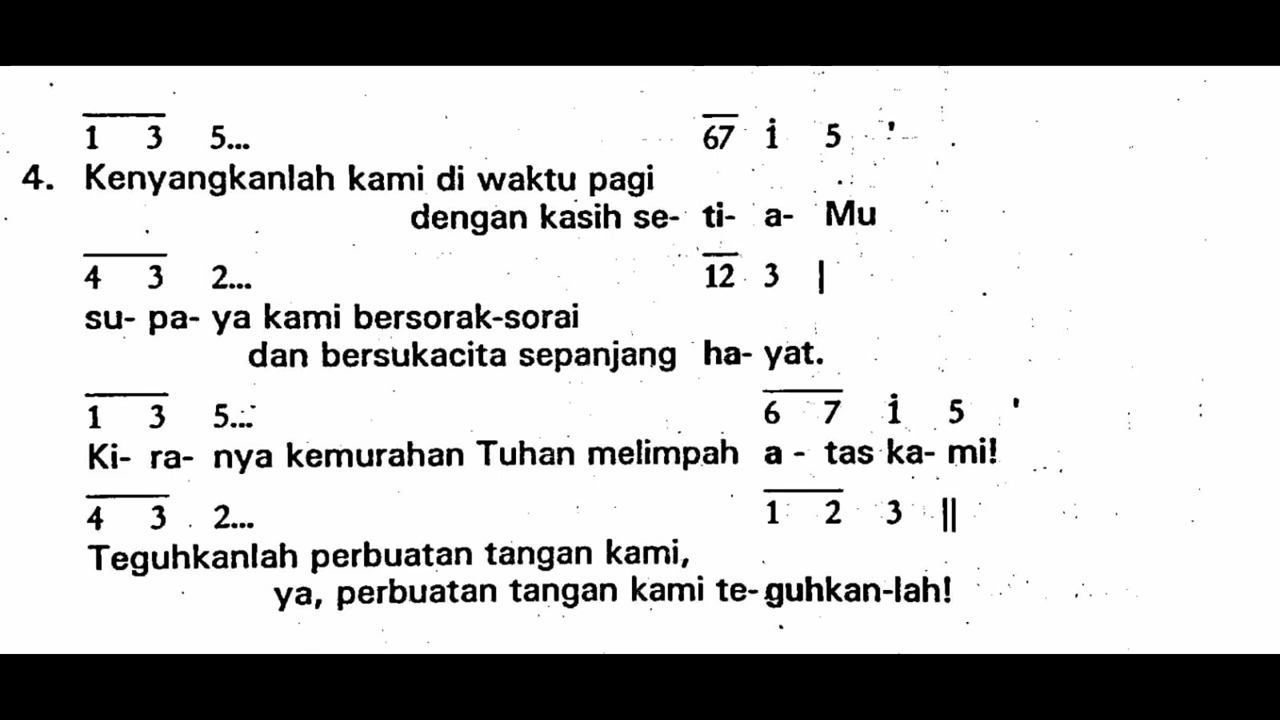 1 3 5... 67 i 5 '
4. Kenyangkanlah kami di waktu pagi
dengan kasih se- ti- a- Mu
4 3 2... 12 3 |
su- pa- ya kami bersorak-sorai
dan bersukacita sepanjang ha- yat.
1 3 5... 6 7 i 5 '
Ki- ra- nya kemurahan Tuhan melimpah a - tas ka- mi!
4 3 2... 1 2 3 ||
Teguhkanlah perbuatan tangan kami,
ya, perbuatan tangan kami te- guhkan-lah!